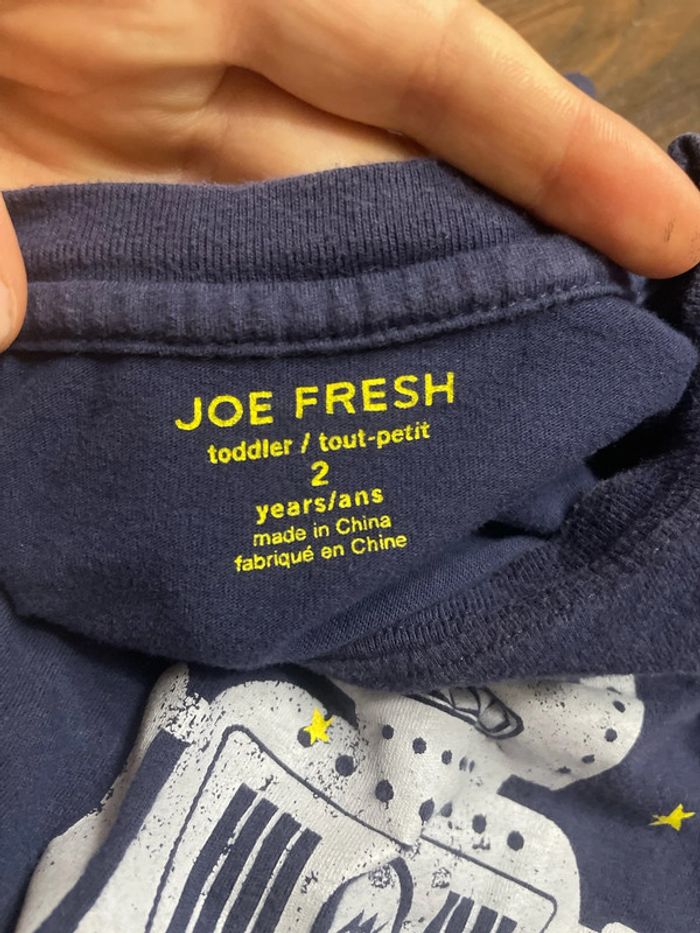 JOE FRESH
toddler / tout-petit
2
years/ans
made in China
fabriqué en Chine